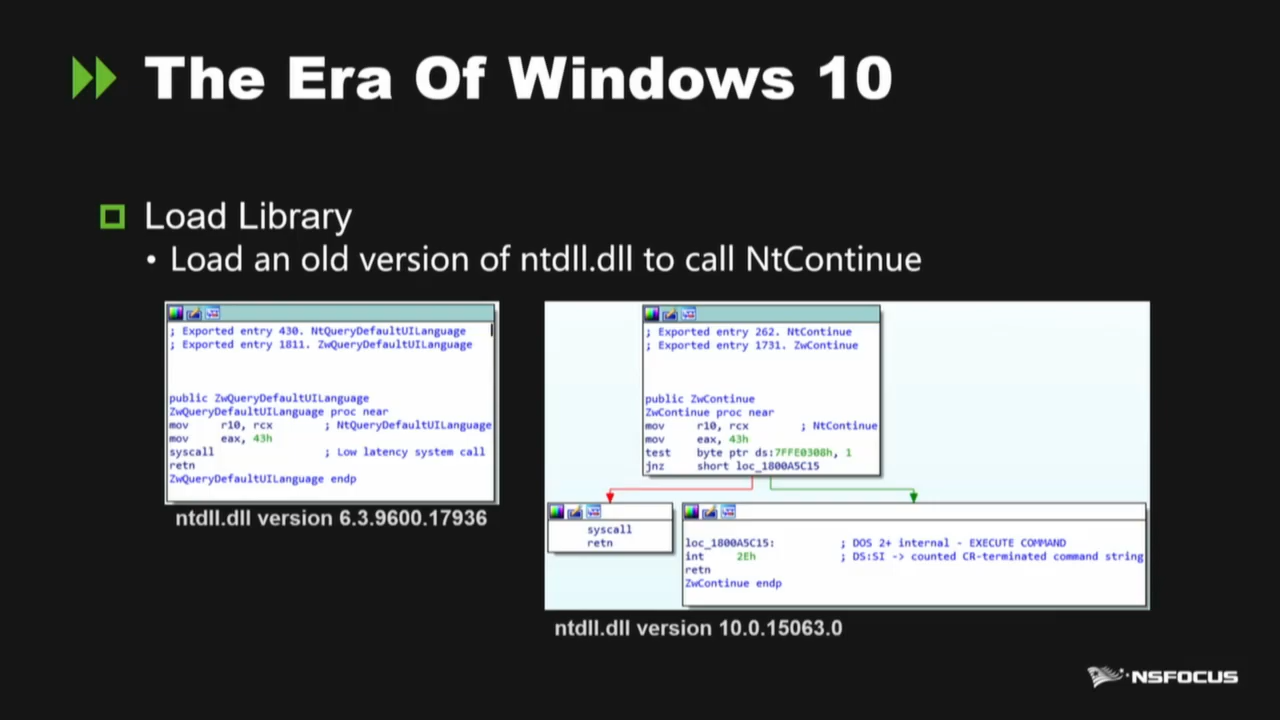 The Era Of Windows 10
Load Library
• Load an old version of ntdll.dll to call NtContinue
; Exported entry 430. NtQueryDefaultUILanguage
; Exported entry 1811. ZwQueryDefaultUILanguage
public ZwQueryDefaultUILanguage
ZwQueryDefaultUILanguage proc near
mov r10, rcx ; NtQueryDefaultUILanguage
mov eax, 43h
syscall ; Low latency system call
retn
ZwQueryDefaultUILanguage endp
ntdll.dll version 6.3.9600.17936
; Exported entry 262. NtContinue
; Exported entry 1731. ZwContinue
public ZwContinue
ZwContinue proc near
mov r10, rcx ; NtContinue
mov eax, 43h
test byte ptr ds:7FFE0308h, 1
jnz short loc_1800A5C15
syscall
retn
loc_1800A5C15: ; DOS 2+ internal - EXECUTE COMMAND
int 2Eh ; DS:SI -> counted CR-terminated command string
retn
ZwContinue endp
ntdll.dll version 10.0.15063.0
NSFOCUS